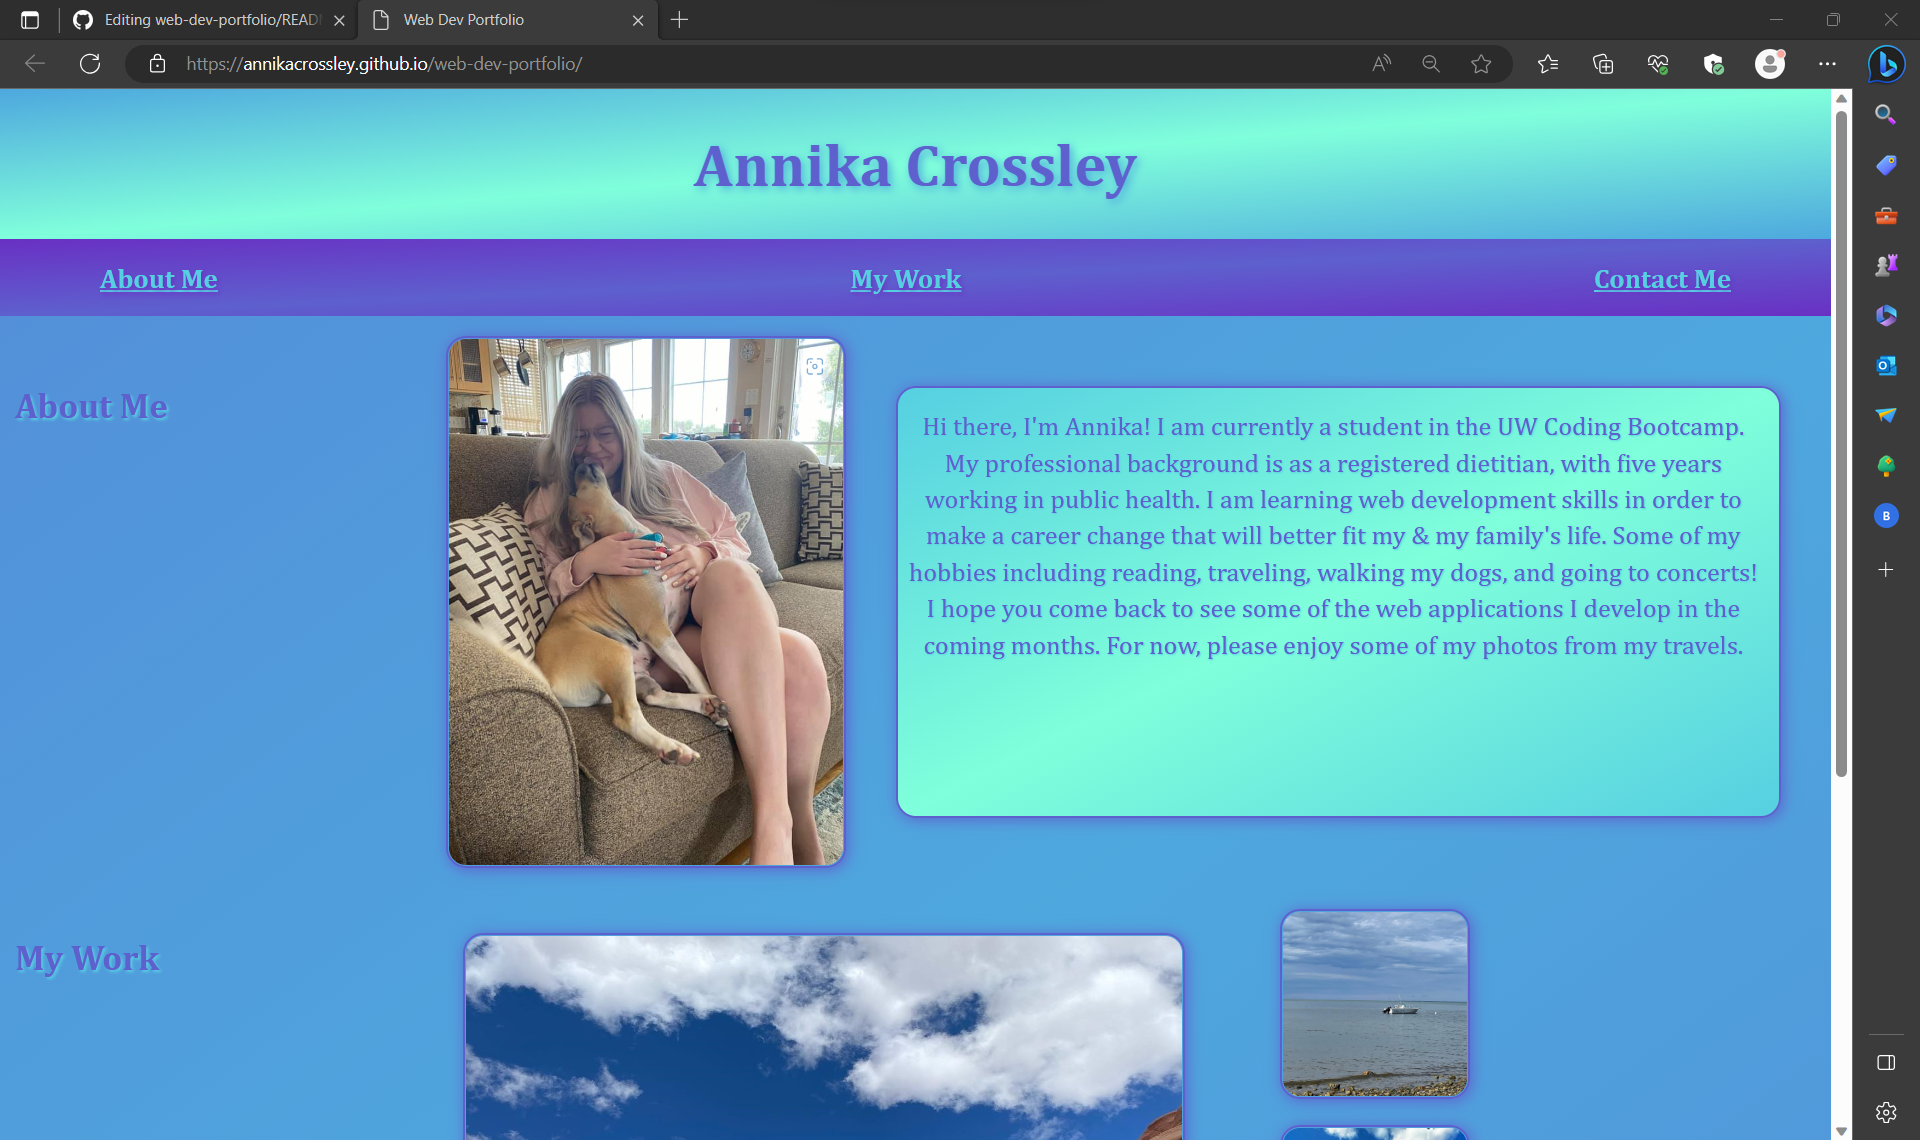 Editing web-dev-portfolio/READ
Web Dev Portfolio
https://annikacrossley.github.io/web-dev-portfolio/
Annika Crossley
About Me
My Work
Contact Me
About Me
Hi there, I'm Annika! I am currently a student in the UW Coding Bootcamp.
My professional background is as a registered dietitian, with five years
working in public health. I am learning web development skills in order to
make a career change that will better fit my & my family's life. Some of my
hobbies including reading, traveling, walking my dogs, and going to concerts!
I hope you come back to see some of the web applications I develop in the
coming months. For now, please enjoy some of my photos from my travels.
My Work
B